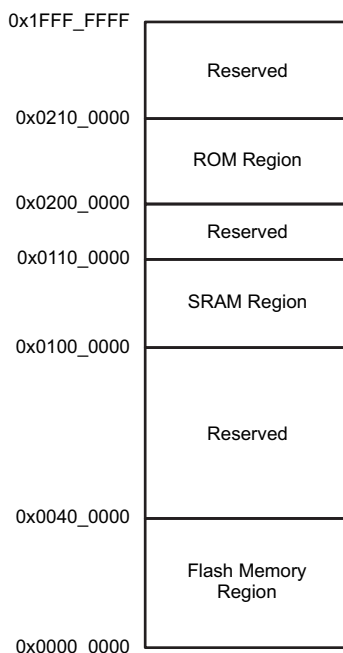 0x1FFF_FFFF
Reserved
0x0210_0000
ROM Region
0x0200_0000
Reserved
0x0110_0000
SRAM Region
0x0100_0000
Reserved
0x0040_0000
Flash Memory
Region
0x0000_0000